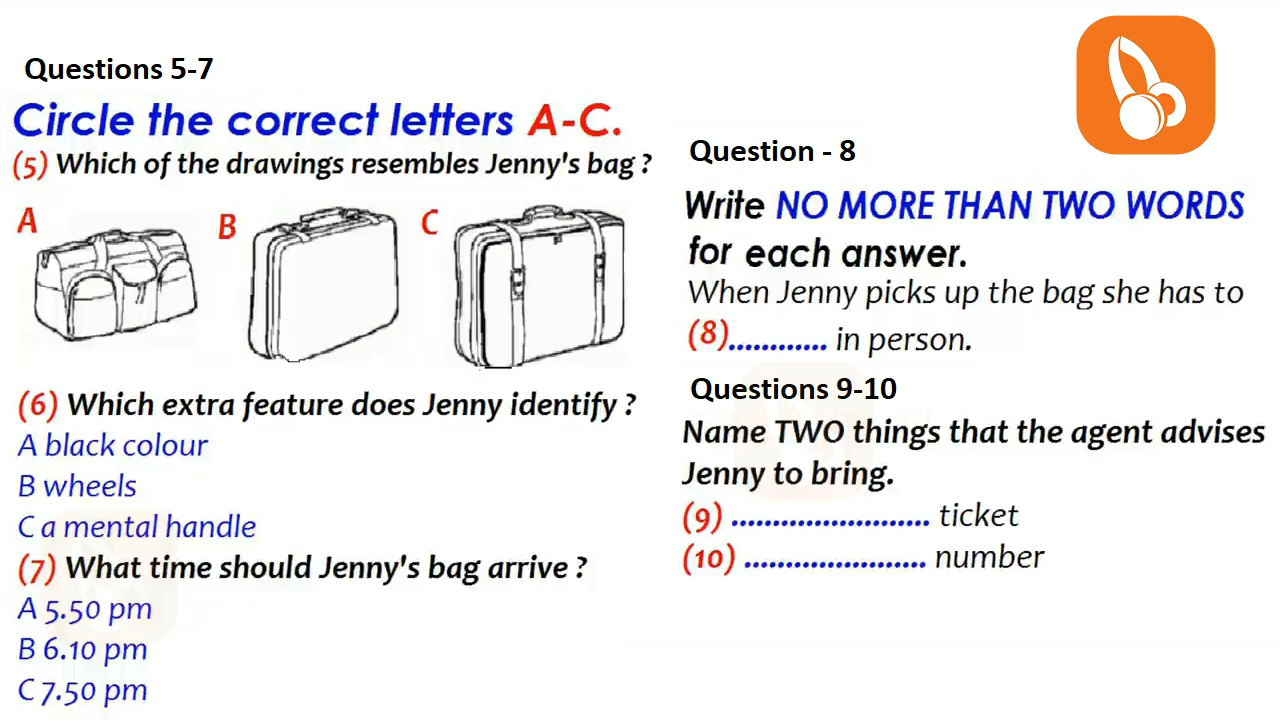 Questions 5-7
Circle the correct letters A-C.
(5) Which of the drawings resembles Jenny's bag ?
A B C
(6) Which extra feature does Jenny identify ?
A black colour
B wheels
C a mental handle
(7) What time should Jenny's bag arrive ?
A 5.50 pm
B 6.10 pm
C 7.50 pm
Question - 8
Write NO MORE THAN TWO WORDS
for each answer.
When Jenny picks up the bag she has to
(8)............ in person.
Questions 9-10
Name TWO things that the agent advises
Jenny to bring.
(9) ........................ ticket
(10) ...................... number